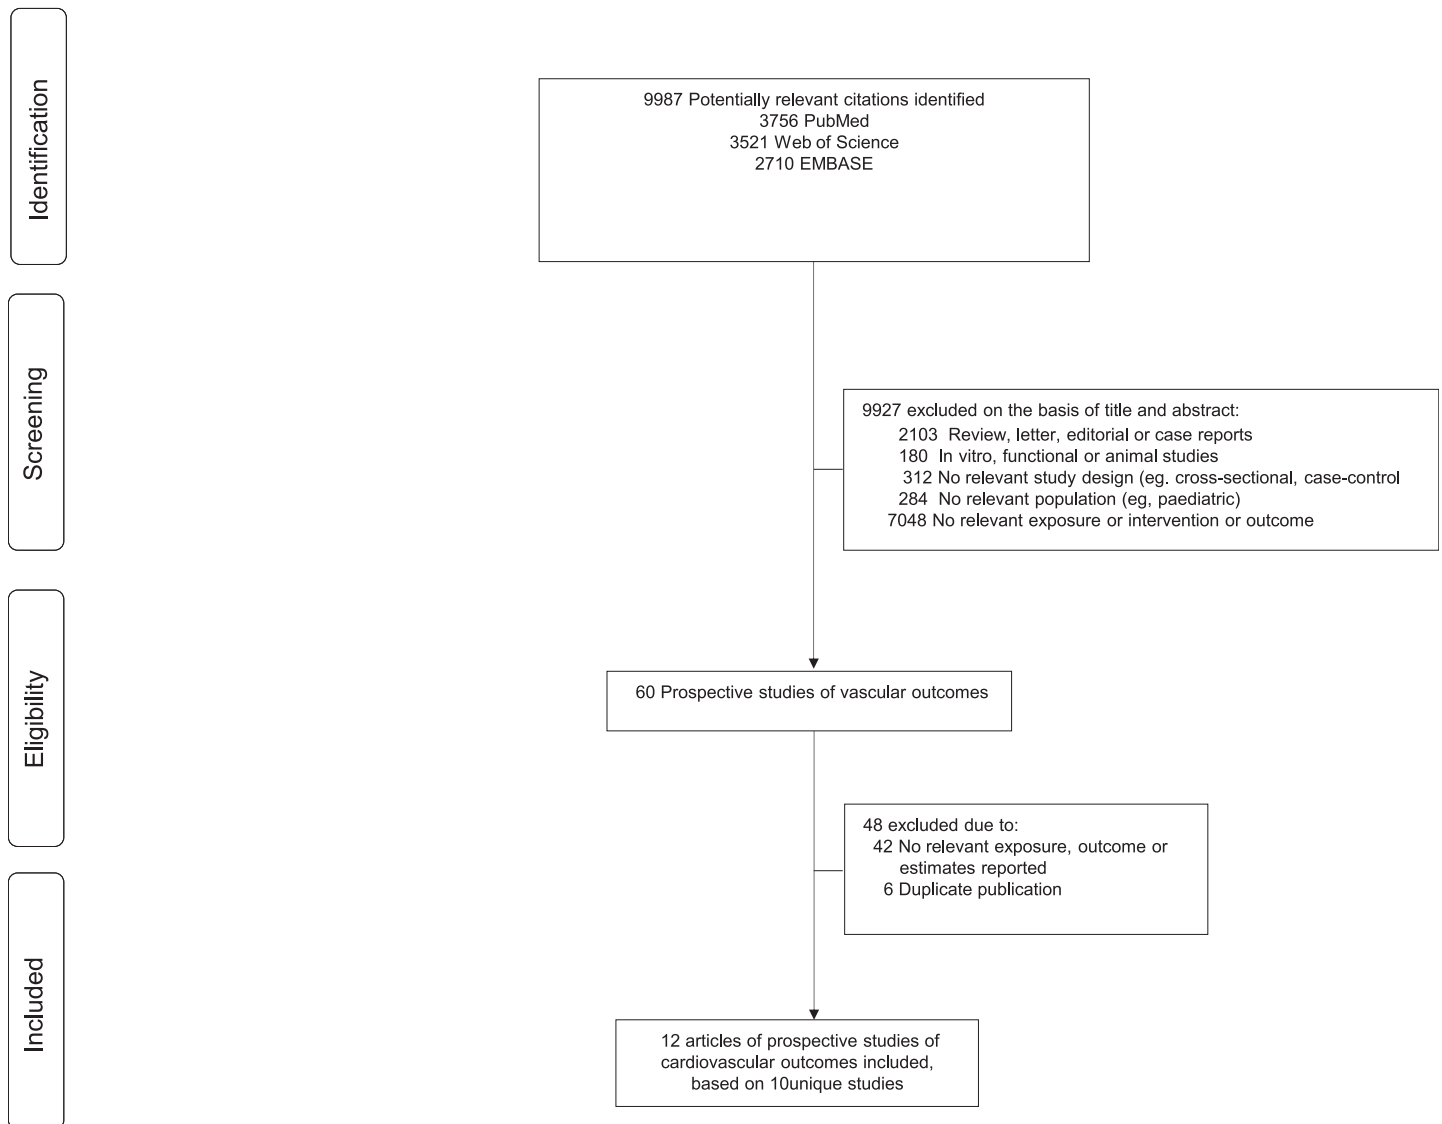 Identification
9987 Potentially relevant citations identified
3756 PubMed
3521 Web of Science
2710 EMBASE
Screening
9927 excluded on the basis of title and abstract:
2103 Review, letter, editorial or case reports
180 In vitro, functional or animal studies
312 No relevant study design (eg. cross-sectional, case-control
284 No relevant population (eg, paediatric)
7048 No relevant exposure or intervention or outcome
Eligibility
60 Prospective studies of vascular outcomes
48 excluded due to:
42 No relevant exposure, outcome or
estimates reported
6 Duplicate publication
Included
12 articles of prospective studies of
cardiovascular outcomes included,
based on 10unique studies